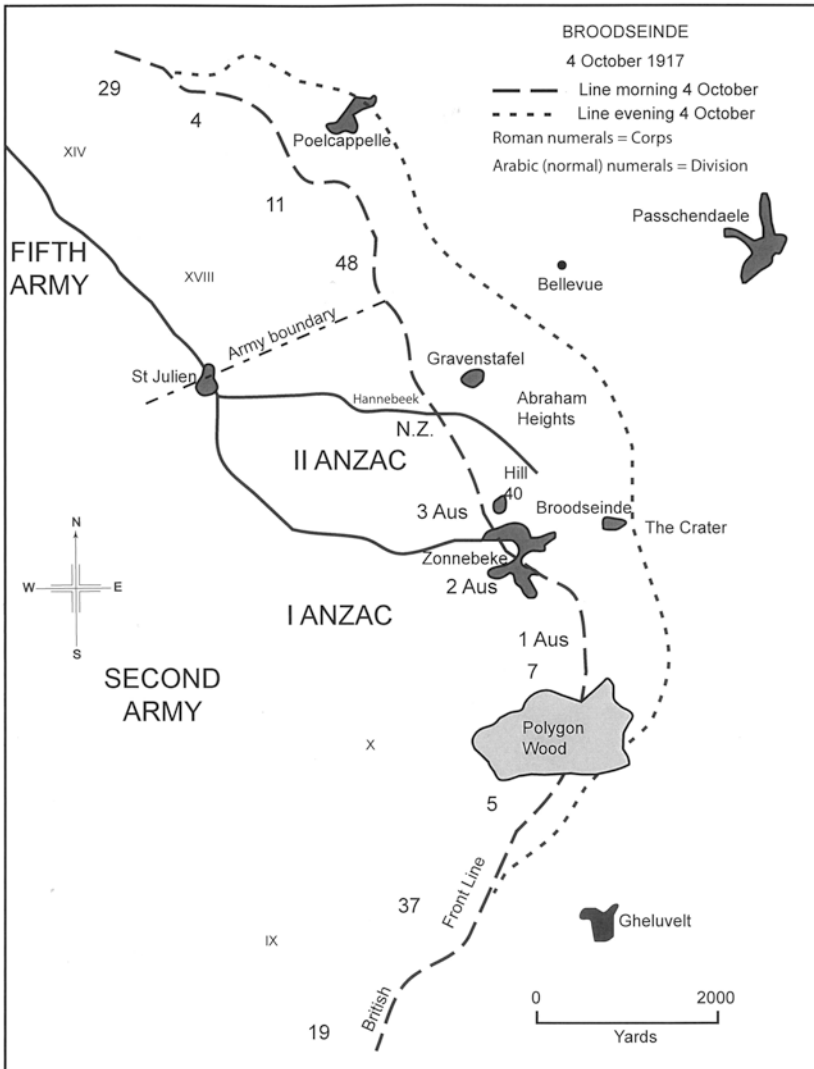 BROODSEINDE
4 October 1917
Line morning 4 October
Line evening 4 October
Roman numerals = Corps
Arabic (normal) numerals = Division
29
4
Poelcappelle
XIV
11
Passchendaele
FIFTH
ARMY
XVIII
48
Bellevue
Army boundary
St Julien
Gravenstafel
Hannebeek
Abraham
Heights
N.Z.
II ANZAC
Hill
40
3 Aus
Broodseinde
The Crater
N
W
E
S
Zonnebeke
2 Aus
I ANZAC
1 Aus
7
SECOND
ARMY
Polygon
Wood
X
5
37
Front Line
Gheluvelt
IX
British
19
0
2000
Yards